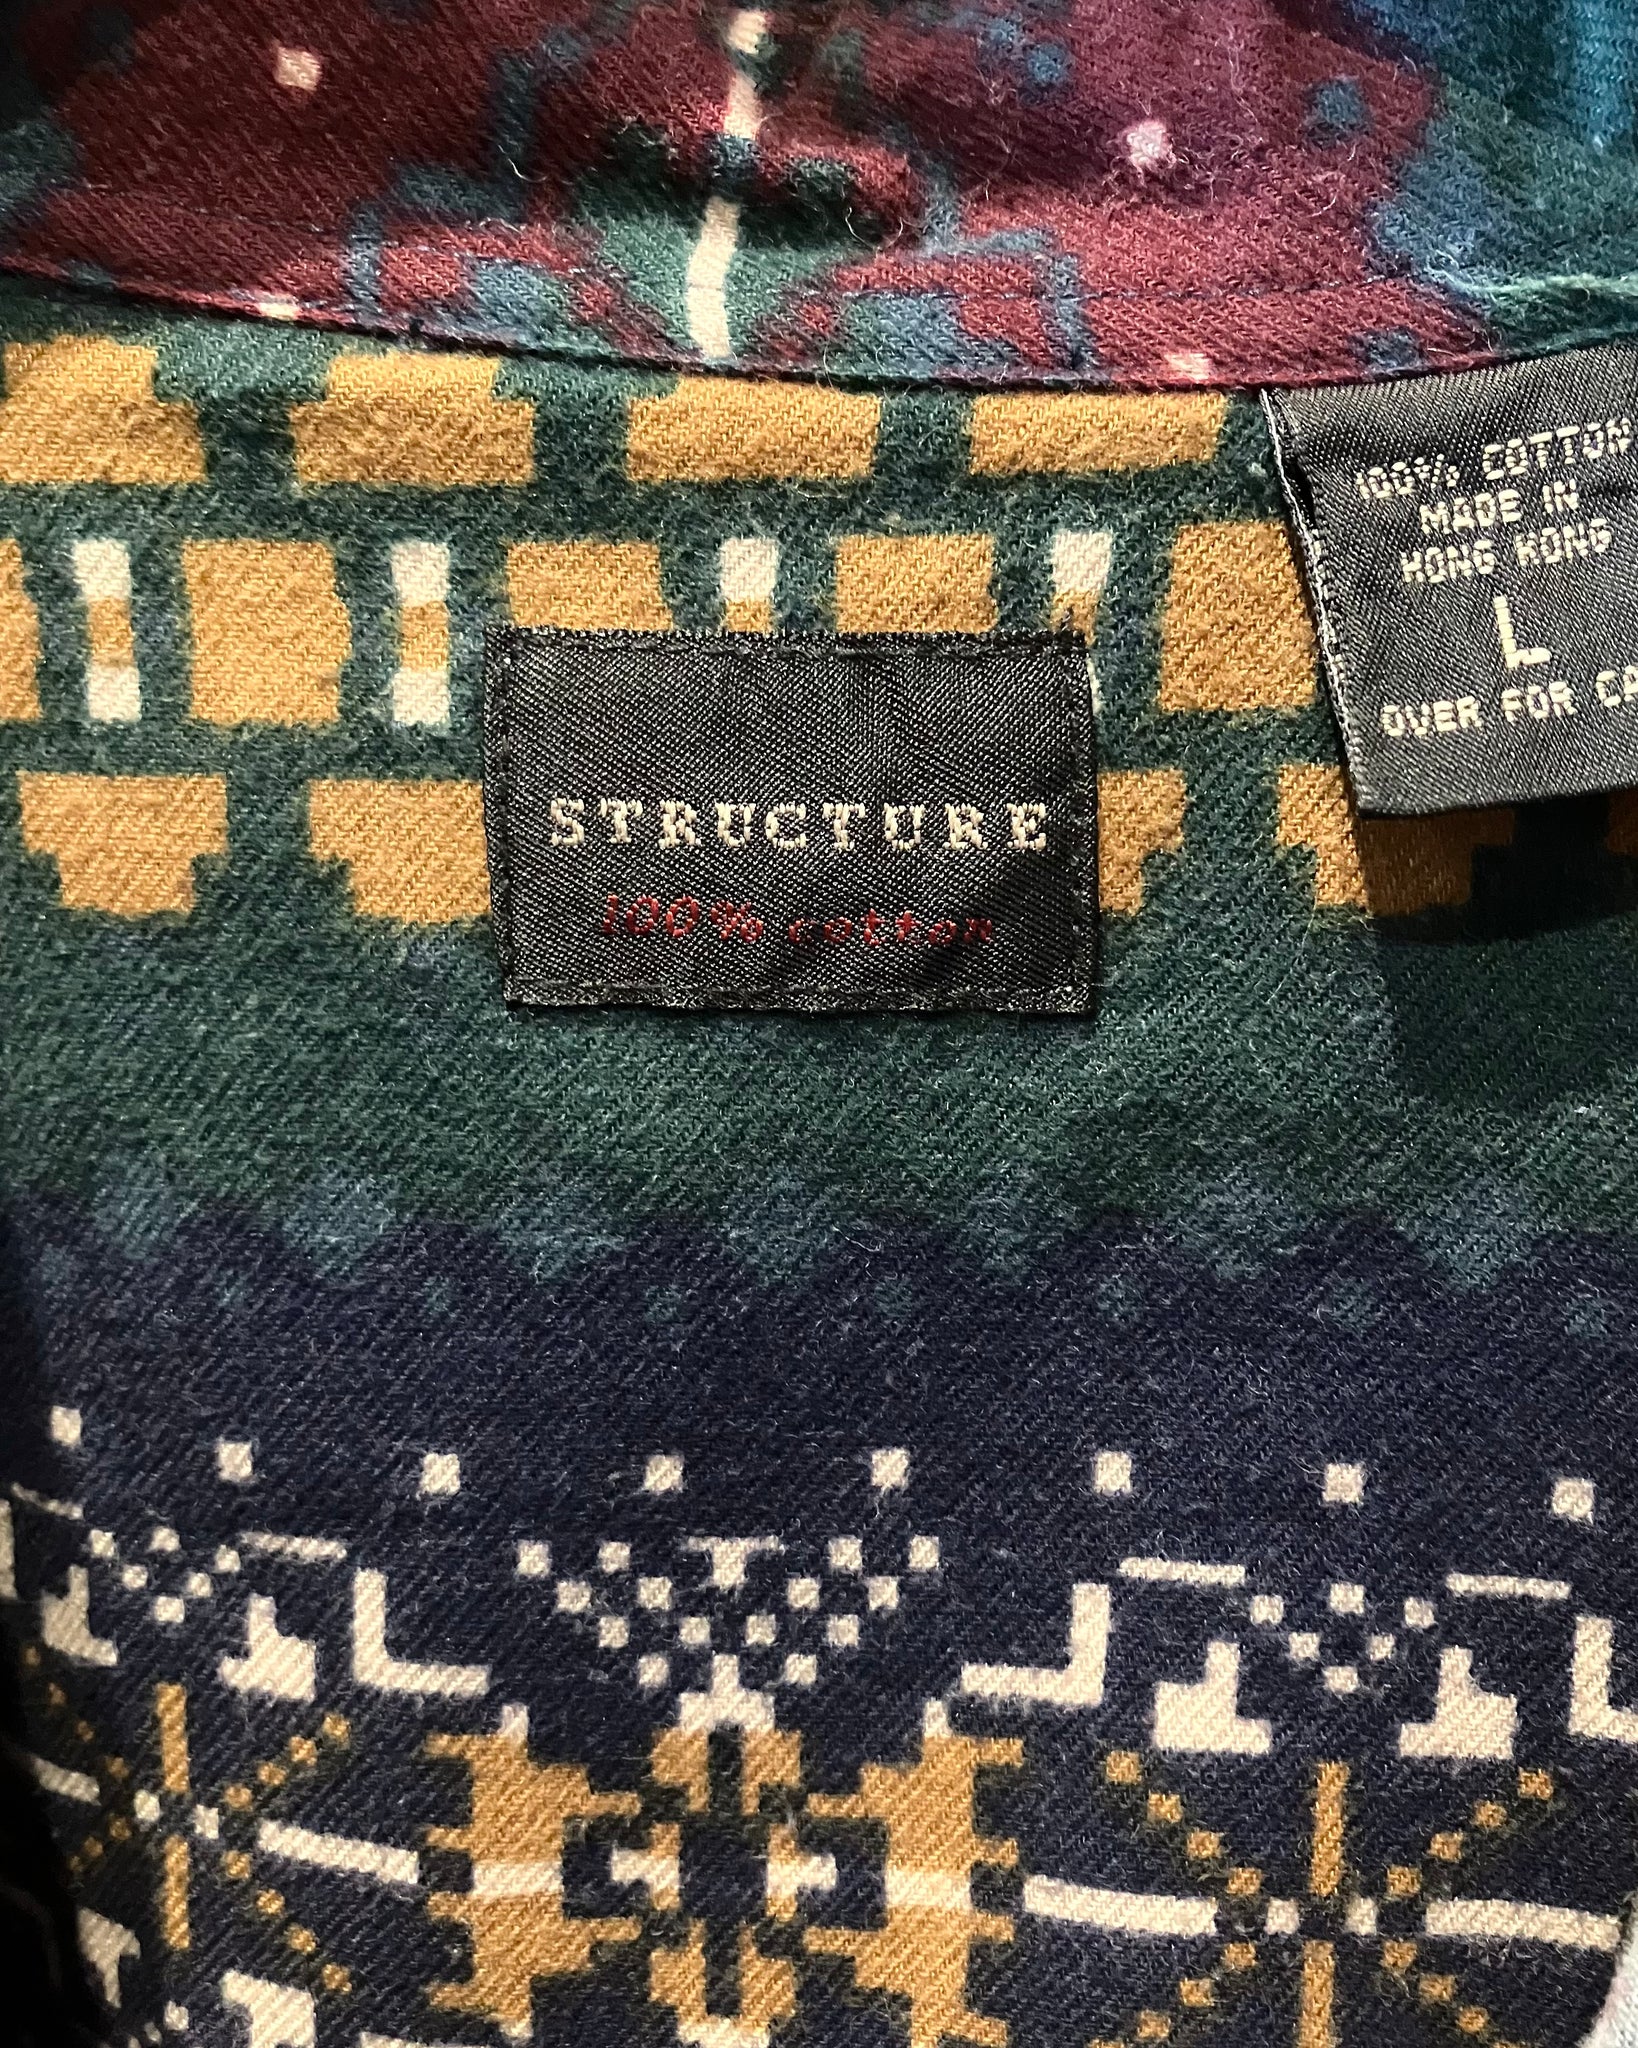 STRUCTURE
100% cotton
100% COTTON
MADE IN
HONG KONG
L
OVER FOR